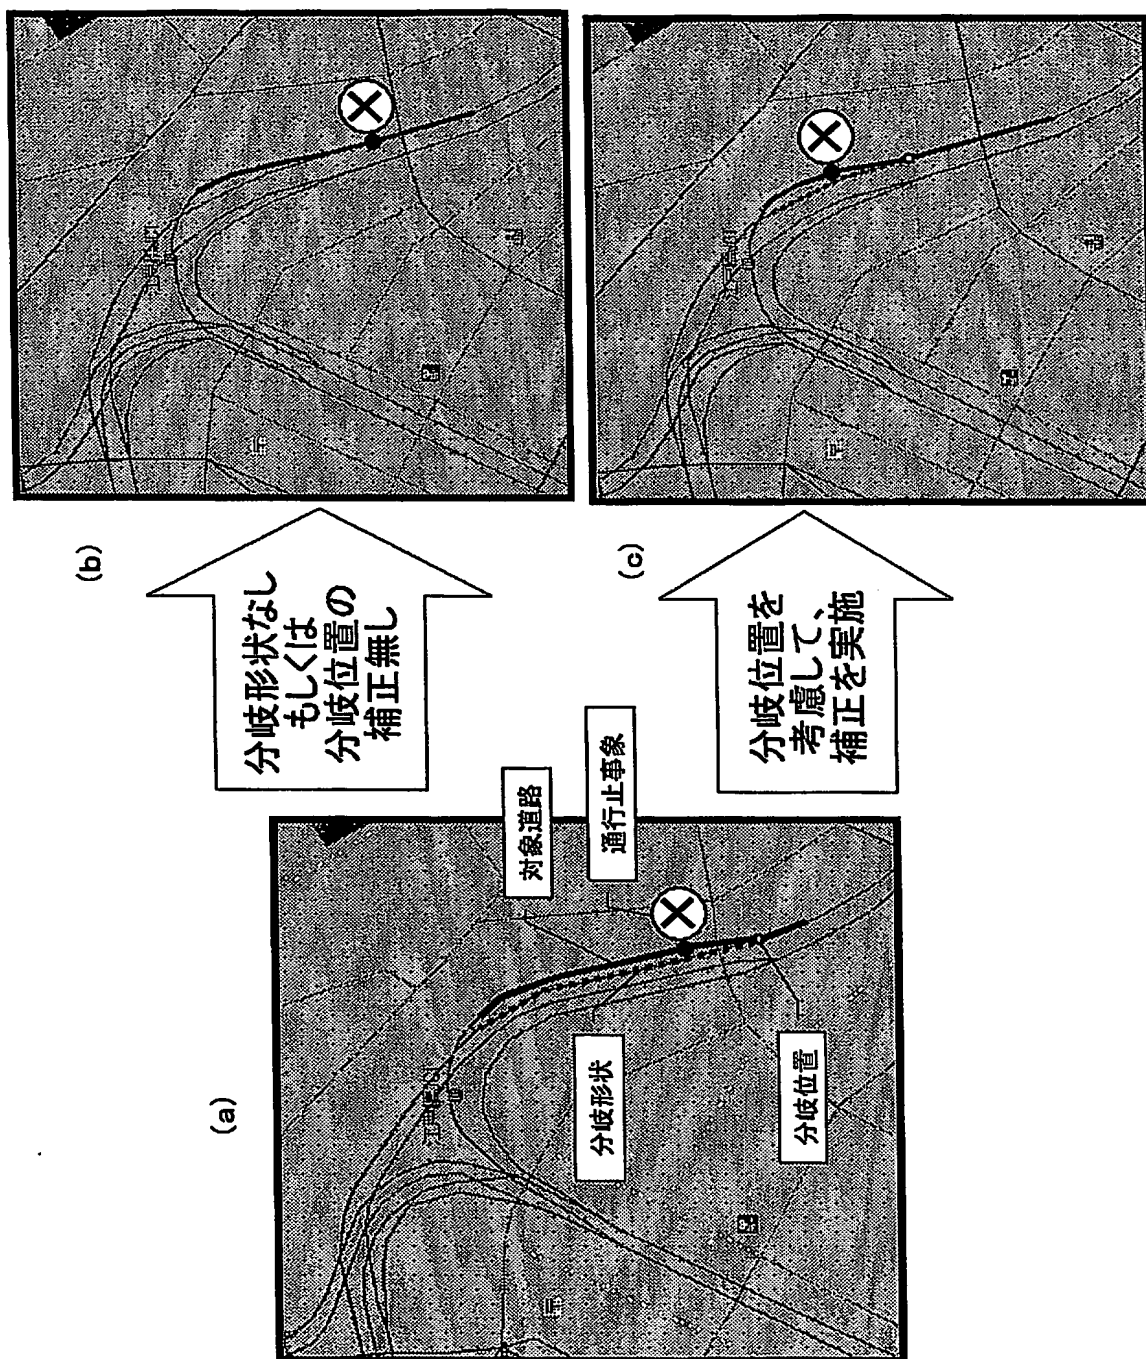 (a)
対象道路
通行止事象
分岐形状
分岐位置
(b)
分岐形状なし
もしくは
分岐位置の
補正無し
(c)
分岐位置を
考慮して、
補正を実施